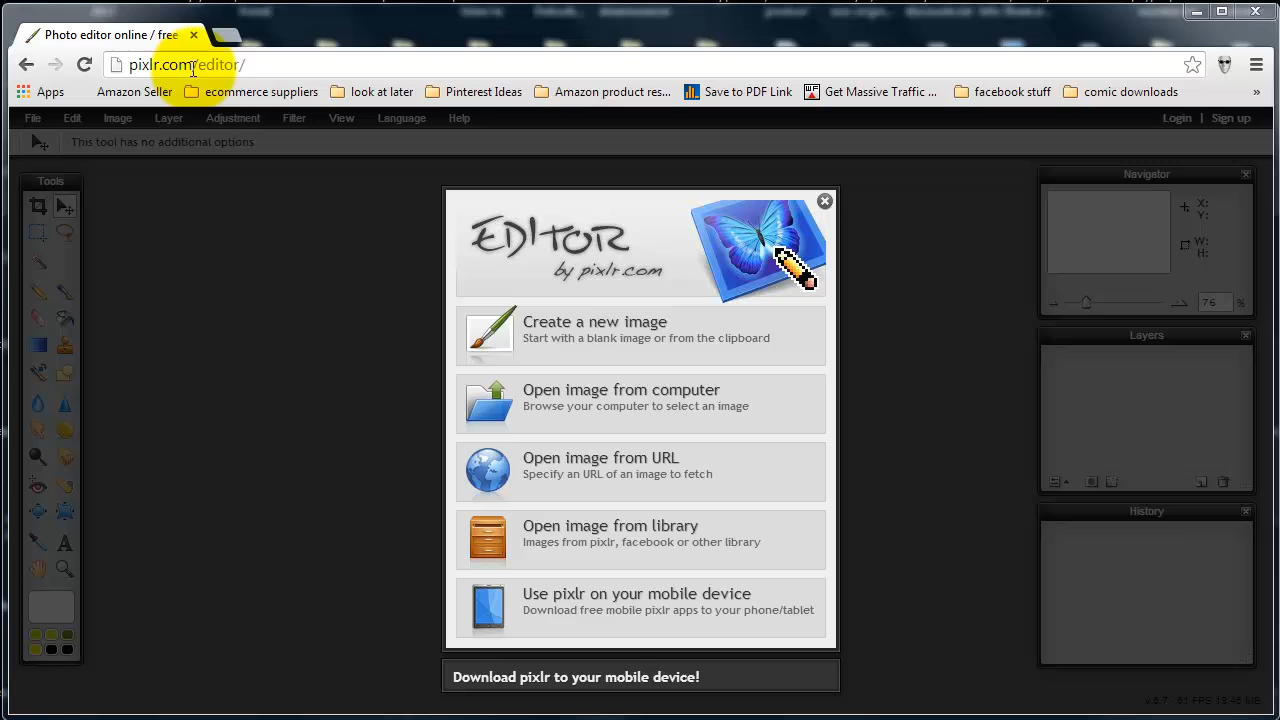 Photo editor online / free
pixlr.com/editor/
Apps Amazon Seller ecommerce suppliers look at later Pinterest Ideas Amazon product res... Save to PDF Link Get Massive Traffic ... facebook stuff comic downloads »
File Edit Image Layer Adjustment Filter View Language Help Login | Sign up
This tool has no additional options
Tools
Navigator
X:
Y:
W:
H:
76 %
Layers
History
EDITOR
by pixlr.com
Create a new image
Start with a blank image or from the clipboard
Open image from computer
Browse your computer to select an image
Open image from URL
Specify an URL of an image to fetch
Open image from library
Images from pixlr, facebook or other library
Use pixlr on your mobile device
Download free mobile pixlr apps to your phone/tablet
Download pixlr to your mobile device!